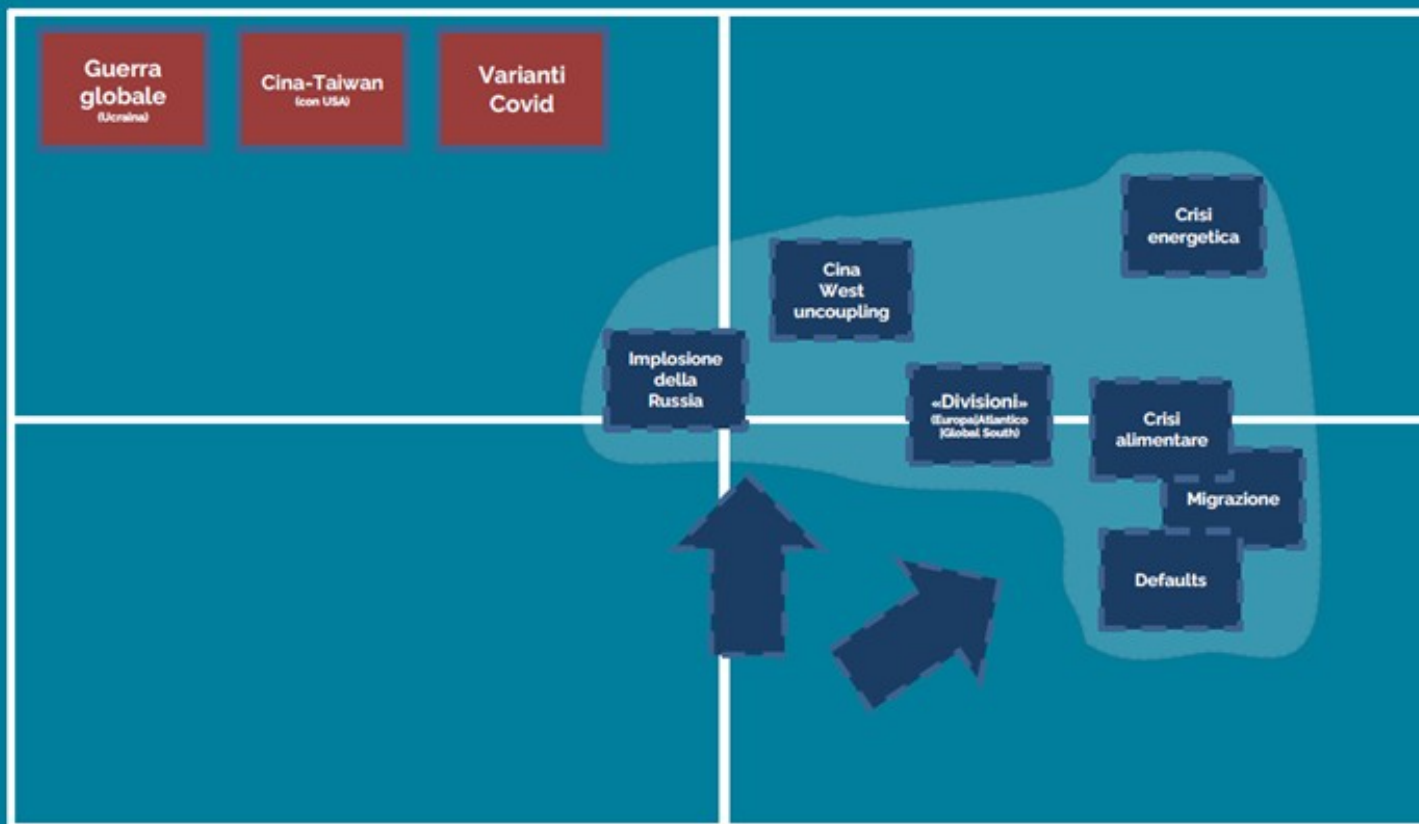 Guerra
globale
(Ucraina)
Cina-Taiwan
(con USA)
Varianti
Covid
Crisi
energetica
Cina
West
uncoupling
Implosione
della
Russia
«Divisioni»
(Europa|Atlantico
|Global South)
Crisi
alimentare
Migrazione
Defaults